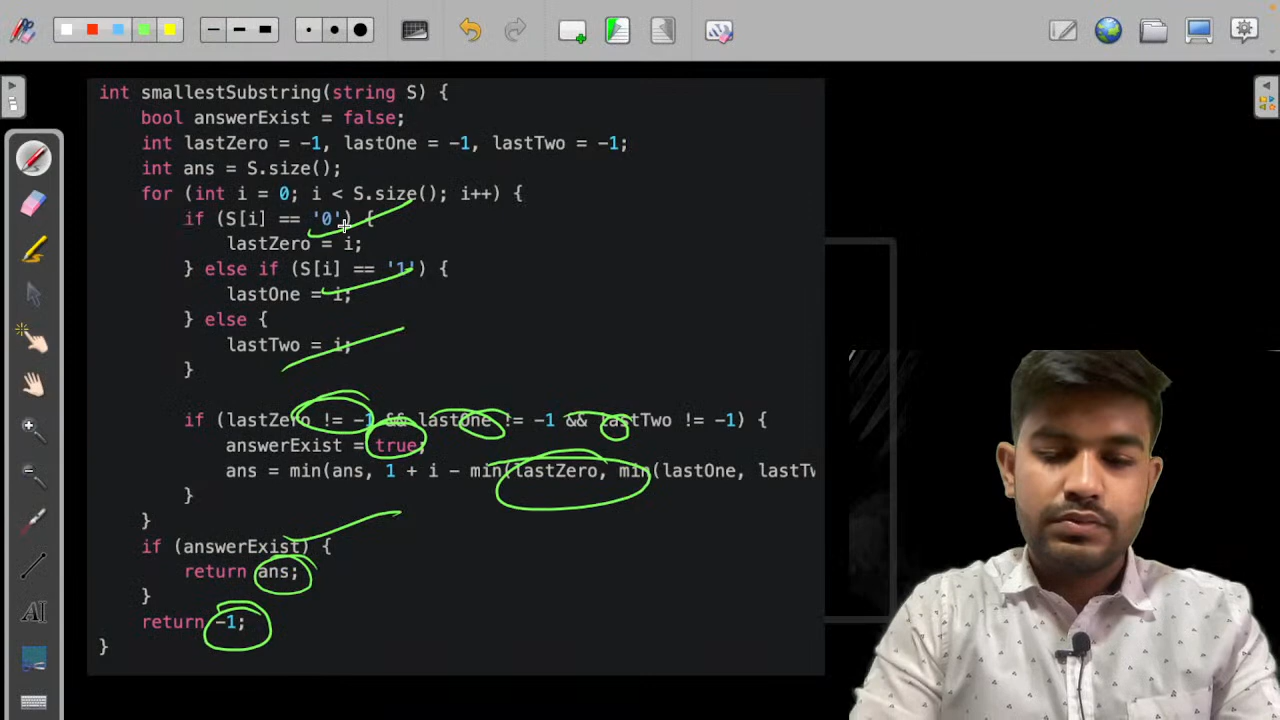 int smallestSubstring(string S) {
bool answerExist = false;
int lastZero = -1, lastOne = -1, lastTwo = -1;
int ans = S.size();
for (int i = 0; i < S.size(); i++) {
if (S[i] == '0') {
lastZero = i;
} else if (S[i] == '1') {
lastOne = i;
} else {
lastTwo = i;
}
if (lastZero != -1 && lastOne != -1 && lastTwo != -1) {
answerExist = true;
ans = min(ans, 1 + i - min(lastZero, min(lastOne, lastTw
}
}
if (answerExist) {
return ans;
}
return -1;
}